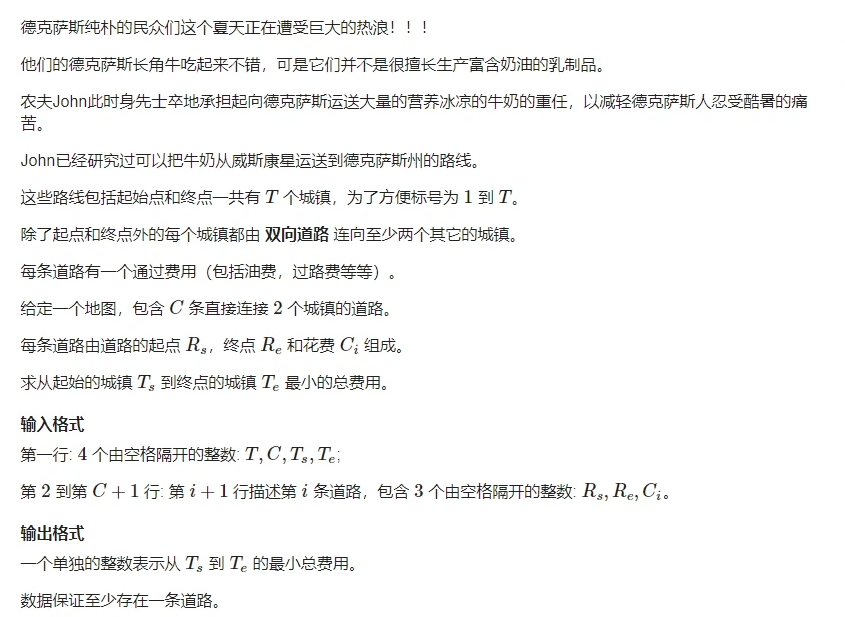 德克萨斯纯朴的民众们这个夏天正在遭受巨大的热浪！！！
他们的德克萨斯长角牛吃起来不错，可是它们并不是很擅长生产富含奶油的乳制品。
农夫John此时身先士卒地承担起向德克萨斯运送大量的营养冰凉的牛奶的重任，以减轻德克萨斯人忍受酷暑的痛
苦。
John已经研究过可以把牛奶从威斯康星运送到德克萨斯州的路线。
这些路线包括起始点和终点一共有 T 个城镇，为了方便标号为 1 到 T。
除了起点和终点外的每个城镇都由 双向道路 连向至少两个其它的城镇。
每条道路有一个通过费用（包括油费，过路费等等）。
给定一个地图，包含 C 条直接连接 2 个城镇的道路。
每条道路由道路的起点 Rs，终点 Re 和花费 Ci 组成。
求从起始的城镇 Ts 到终点的城镇 Te 最小的总费用。
输入格式
第一行: 4 个由空格隔开的整数: T, C, Ts, Te;
第 2 到第 C + 1 行: 第 i + 1 行描述第 i 条道路，包含 3 个由空格隔开的整数: Rs, Re, Ci。
输出格式
一个单独的整数表示从 Ts 到 Te 的最小总费用。
数据保证至少存在一条道路。